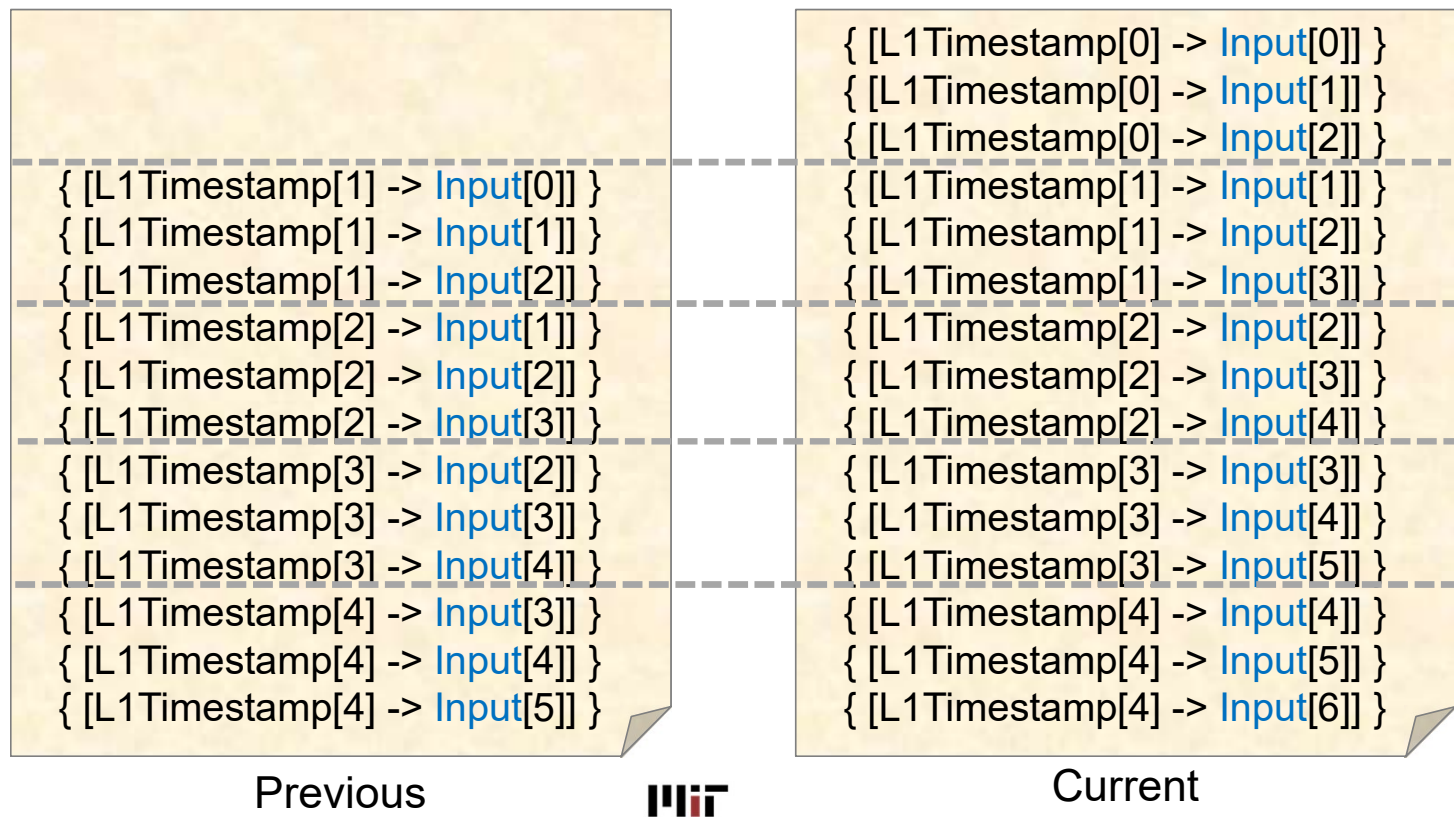 { [L1Timestamp[1] -> Input[0]] }
{ [L1Timestamp[1] -> Input[1]] }
{ [L1Timestamp[1] -> Input[2]] }
{ [L1Timestamp[2] -> Input[1]] }
{ [L1Timestamp[2] -> Input[2]] }
{ [L1Timestamp[2] -> Input[3]] }
{ [L1Timestamp[3] -> Input[2]] }
{ [L1Timestamp[3] -> Input[3]] }
{ [L1Timestamp[3] -> Input[4]] }
{ [L1Timestamp[4] -> Input[3]] }
{ [L1Timestamp[4] -> Input[4]] }
{ [L1Timestamp[4] -> Input[5]] }
Previous
{ [L1Timestamp[0] -> Input[0]] }
{ [L1Timestamp[0] -> Input[1]] }
{ [L1Timestamp[0] -> Input[2]] }
{ [L1Timestamp[1] -> Input[1]] }
{ [L1Timestamp[1] -> Input[2]] }
{ [L1Timestamp[1] -> Input[3]] }
{ [L1Timestamp[2] -> Input[2]] }
{ [L1Timestamp[2] -> Input[3]] }
{ [L1Timestamp[2] -> Input[4]] }
{ [L1Timestamp[3] -> Input[3]] }
{ [L1Timestamp[3] -> Input[4]] }
{ [L1Timestamp[3] -> Input[5]] }
{ [L1Timestamp[4] -> Input[4]] }
{ [L1Timestamp[4] -> Input[5]] }
{ [L1Timestamp[4] -> Input[6]] }
Current
MIT